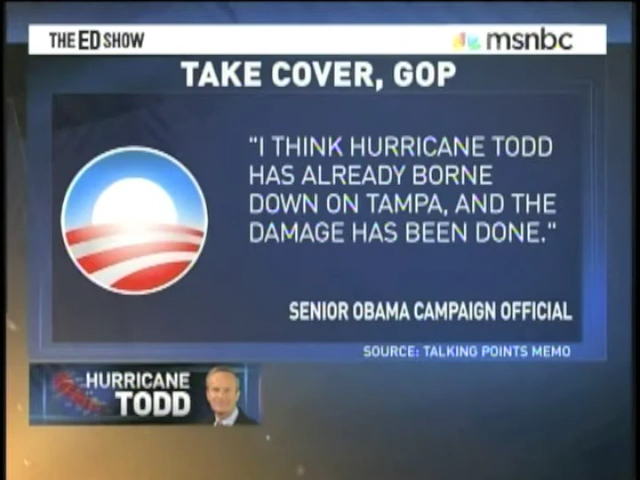 THE ED SHOW
msnbc
TAKE COVER, GOP
"I THINK HURRICANE TODD
HAS ALREADY BORNE
DOWN ON TAMPA, AND THE
DAMAGE HAS BEEN DONE."
SENIOR OBAMA CAMPAIGN OFFICIAL
SOURCE: TALKING POINTS MEMO
HURRICANE
TODD